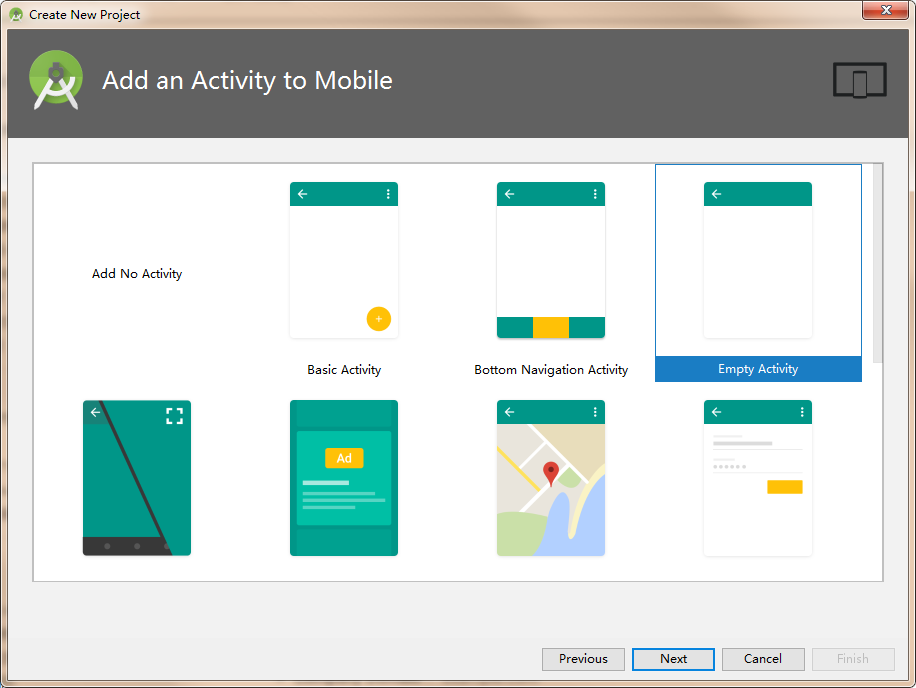 Create New Project
Add an Activity to Mobile
Add No Activity
Basic Activity
Bottom Navigation Activity
Empty Activity
Ad
Previous
Next
Cancel
Finish